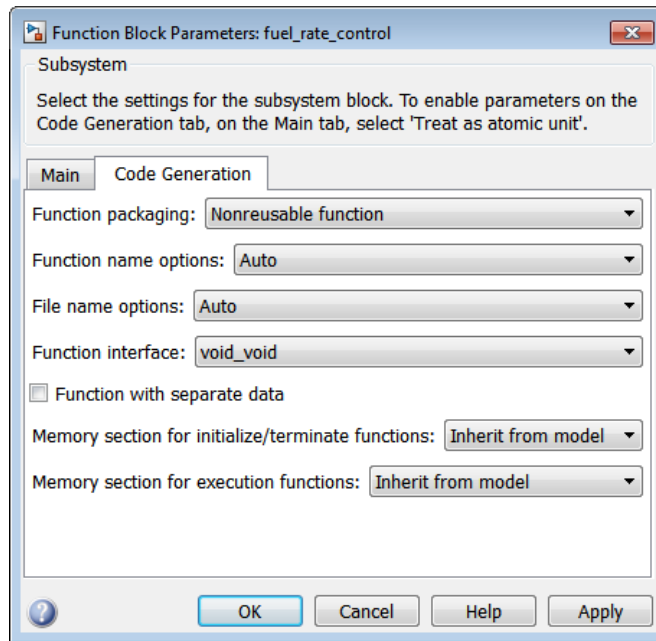 Function Block Parameters: fuel_rate_control
Subsystem
Select the settings for the subsystem block. To enable parameters on the
Code Generation tab, on the Main tab, select 'Treat as atomic unit'.
Main Code Generation
Function packaging: Nonreusable function
Function name options: Auto
File name options: Auto
Function interface: void_void
Function with separate data
Memory section for initialize/terminate functions: Inherit from model
Memory section for execution functions: Inherit from model
? OK Cancel Help Apply